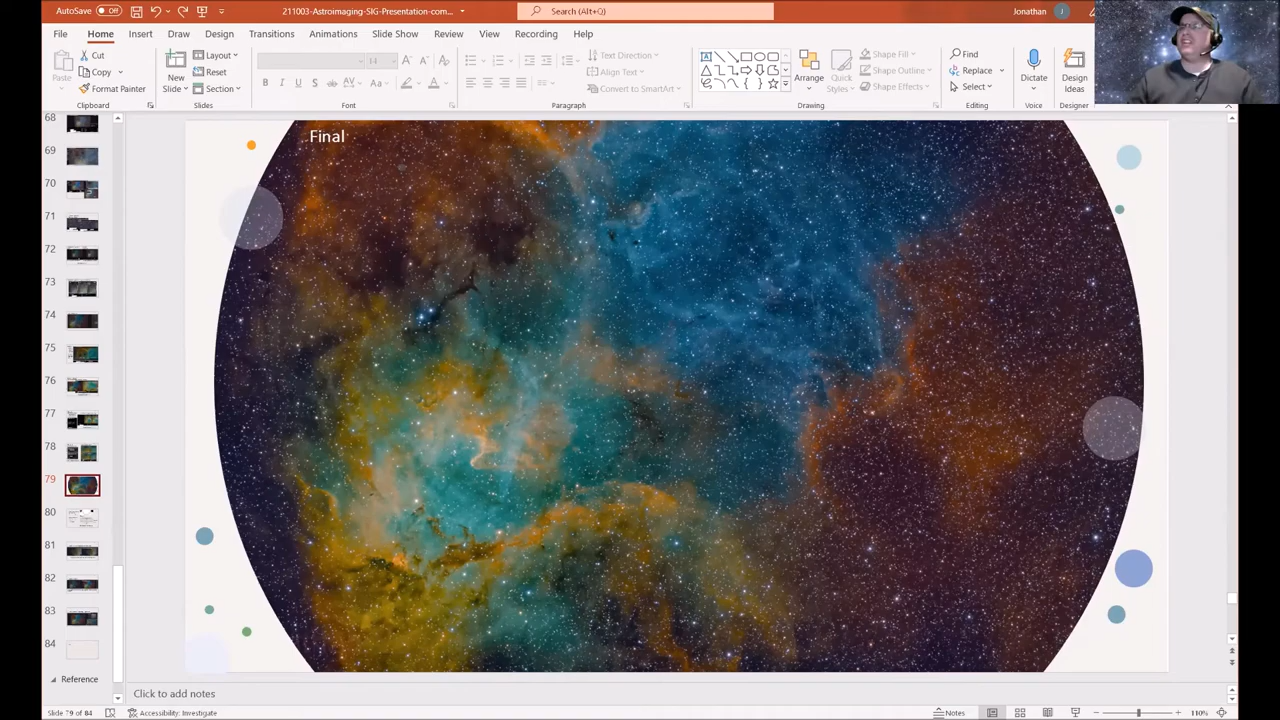 AutoSave Off 211003-Astroimaging-SIG-Presentation-com... Search (Alt+Q) Jonathan J
File Home Insert Draw Design Transitions Animations Slide Show Review View Recording Help
Paste
Cut
Copy
Format Painter
Clipboard
New
Slide
Layout
Reset
Section
Slides
B I U S ab AV Aa A
Font
Text Direction
Align Text
Convert to SmartArt
Paragraph
Arrange
Quick
Styles
Shape Fill
Shape Outline
Shape Effects
Drawing
Find
Replace
Select
Editing
Dictate
Voice
Design
Ideas
Designer
68
69
70
71
72
73
74
75
76
77
78
79
80
81
82
83
84
Reference
Final
Click to add notes
Slide 79 of 84 Accessibility: Investigate Notes 110%